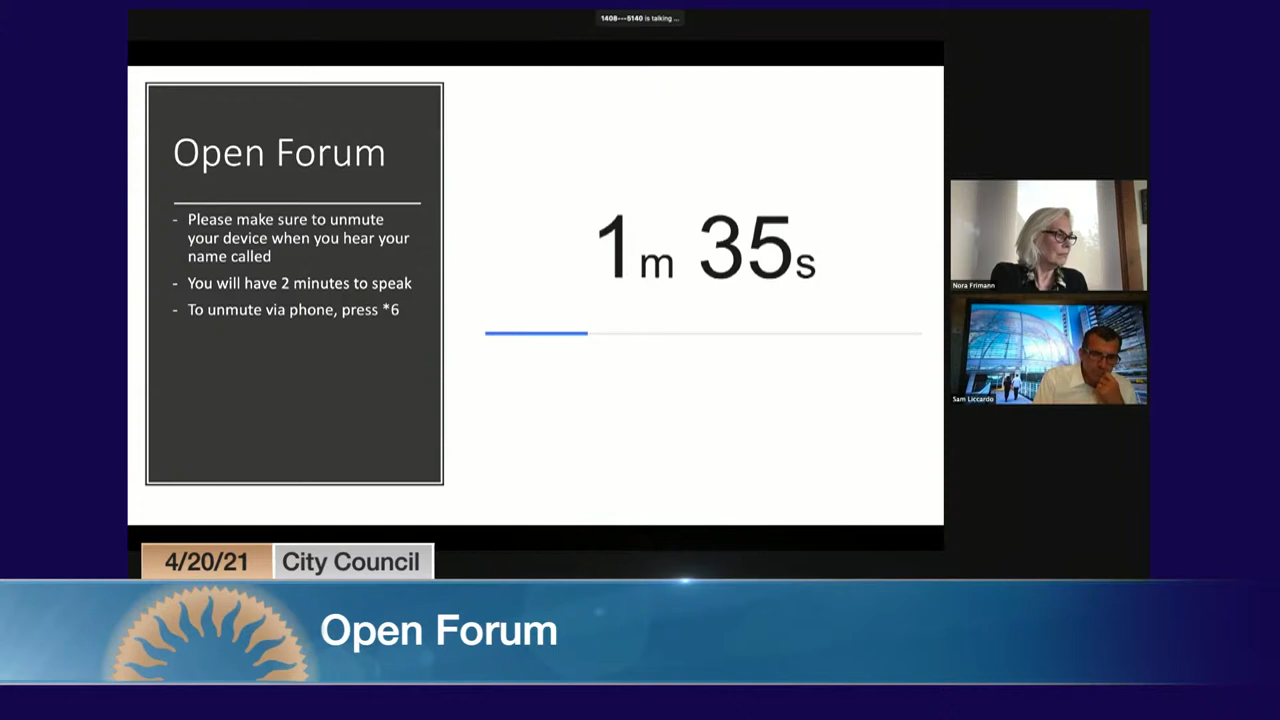 1408---5140 is talking ...
Open Forum
- Please make sure to unmute
your device when you hear your
name called
- You will have 2 minutes to speak
- To unmute via phone, press *6
1m 35s
Nora Frimann
Sam Liccardo
4/20/21 City Council
Open Forum